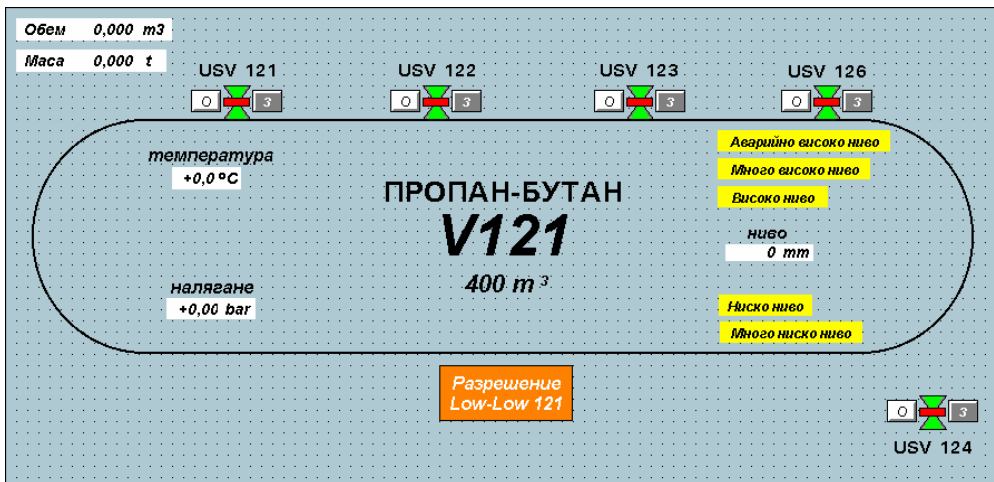 Обем 0,000 m3
Маса 0,000 t
USV 121 USV 122 USV 123 USV 126
O З O З O З O З
температура
+0,0 ºC
Аварийно високо ниво
Много високо ниво
Високо ниво
ПРОПАН-БУТАН
V121
400 m ³
ниво
0 mm
налягане
+0,00 bar
Ниско ниво
Много ниско ниво
Разрешение
Low-Low 121
O З
USV 124